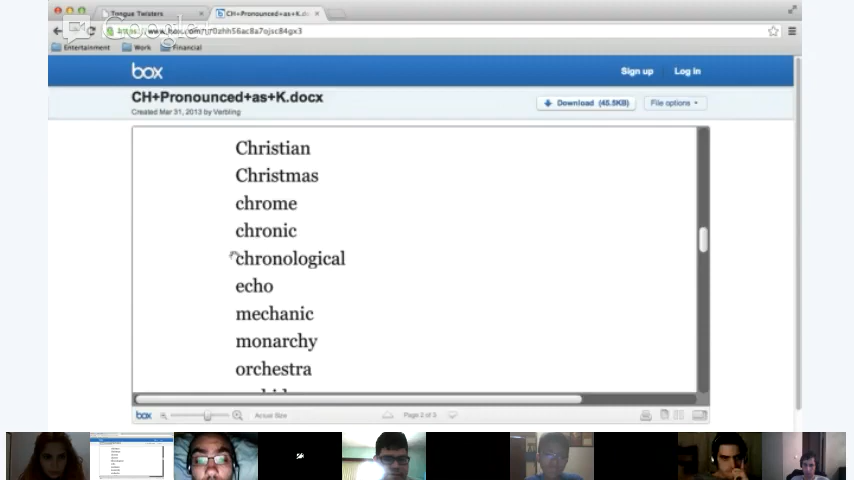 Tongue Twisters
CH+Pronounced+as+K.do
Google
Entertainment Work Financial
box
Sign up Log in
CH+Pronounced+as+K.docx
Created Mar 31, 2013 by Verbling
Download (45.5KB) File options
Christian
Christmas
chrome
chronic
chronological
echo
mechanic
monarchy
orchestra
box Actual Size Page 2 of 3